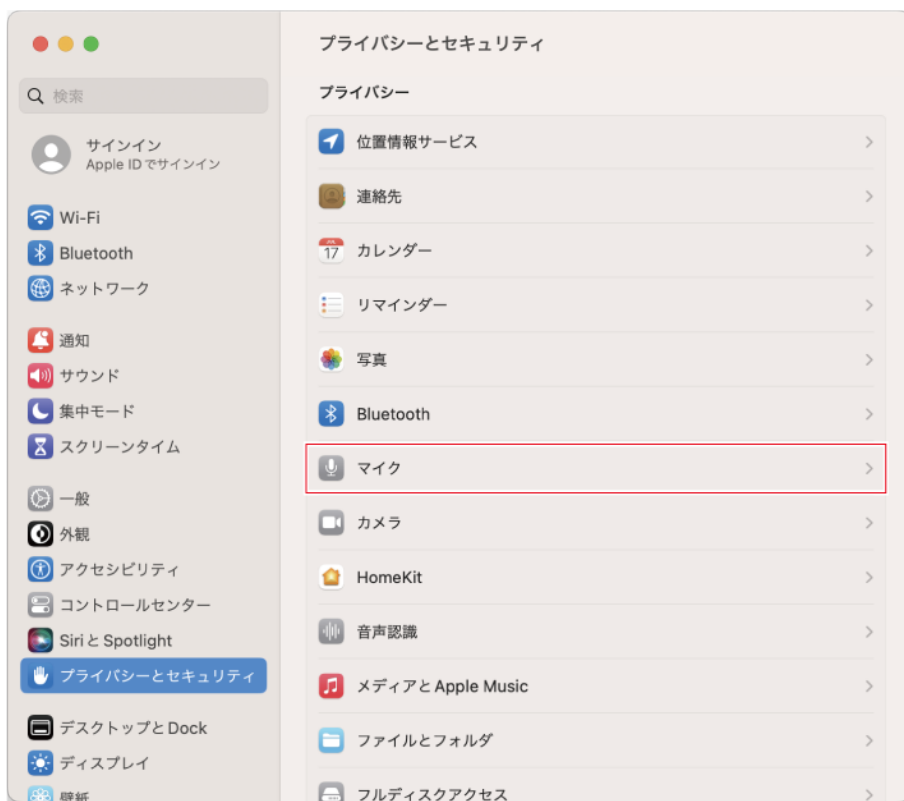 プライバシーとセキュリティ
検索
プライバシー
サインイン
Apple ID でサインイン
Wi-Fi
Bluetooth
ネットワーク
通知
サウンド
集中モード
スクリーンタイム
一般
外観
アクセシビリティ
コントロールセンター
Siri と Spotlight
プライバシーとセキュリティ
デスクトップと Dock
ディスプレイ
壁紙
位置情報サービス
連絡先
JUL
17
カレンダー
リマインダー
写真
Bluetooth
マイク
カメラ
HomeKit
音声認識
メディアと Apple Music
ファイルとフォルダ
フルディスクアクセス